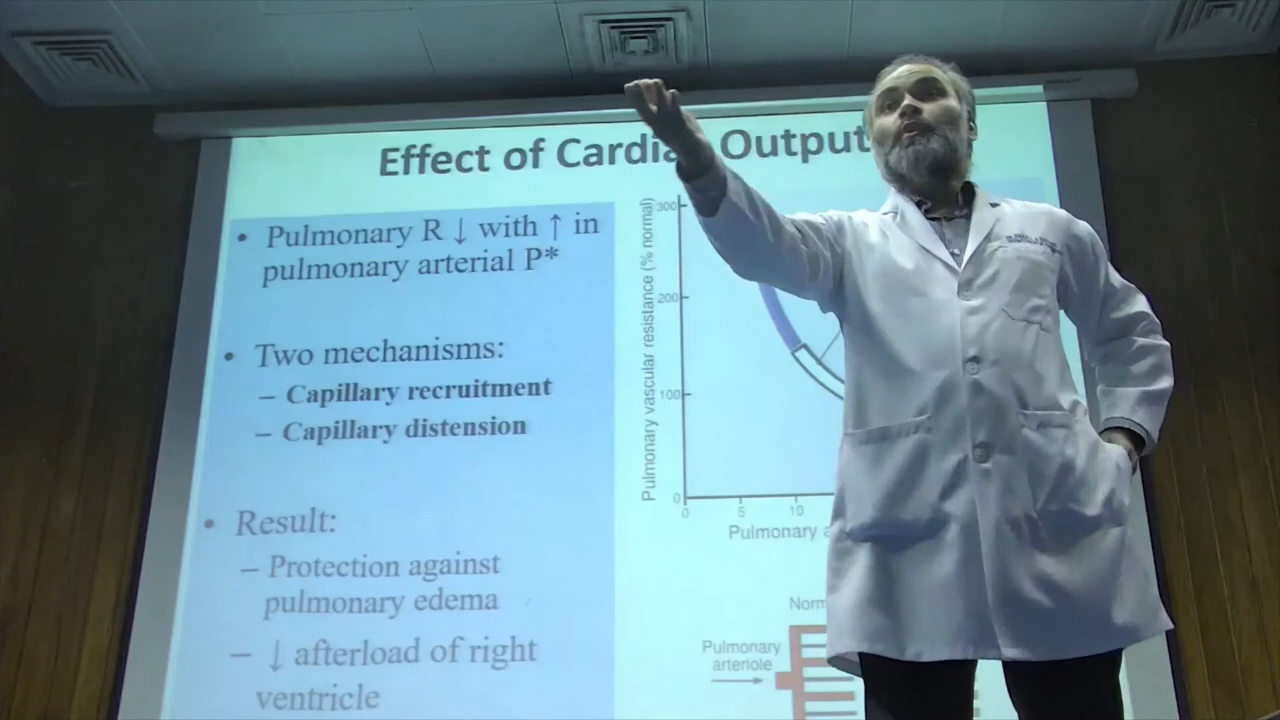 Effect of Cardia Output
• Pulmonary R ↓ with ↑ in
pulmonary arterial P*
• Two mechanisms:
– Capillary recruitment
– Capillary distension
• Result:
– Protection against
pulmonary edema
– ↓ afterload of right
ventricle
Pulmonary vascular resistance (% normal)
300
200
100
0
0 5 10
Pulmonary a
Norm
Pulmonary
arteriole